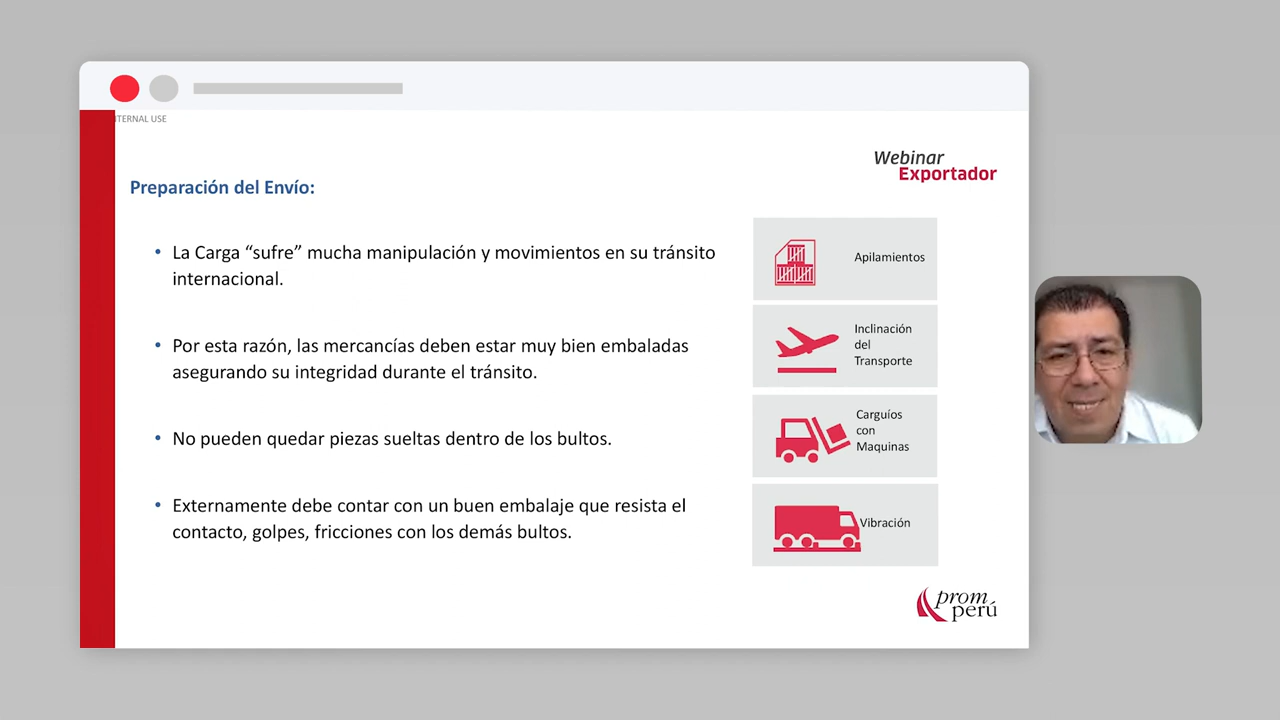 NTERNAL USE
Webinar
Exportador
Preparación del Envío:
• La Carga “sufre” mucha manipulación y movimientos en su tránsito
internacional.
• Por esta razón, las mercancías deben estar muy bien embaladas
asegurando su integridad durante el tránsito.
• No pueden quedar piezas sueltas dentro de los bultos.
• Externamente debe contar con un buen embalaje que resista el
contacto, golpes, fricciones con los demás bultos.
Apilamientos
Inclinación
del
Transporte
Carguíos
con
Maquinas
Vibración
prom
perú